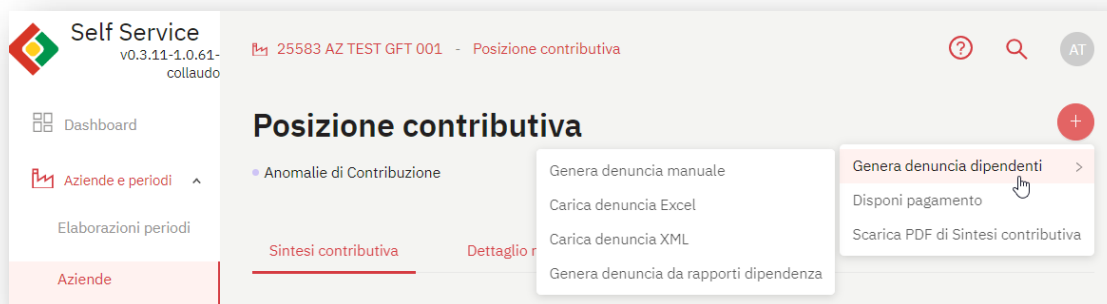 Self Service
v0.3.11-1.0.61-
collaudo
25583 AZ TEST GFT 001 - Posizione contributiva
AT
Dashboard
Posizione contributiva
+
Aziende e periodi
Anomalie di Contribuzione
Genera denuncia manuale
Genera denuncia dipendenti >
Carica denuncia Excel
Disponi pagamento
Elaborazioni periodi
Carica denuncia XML
Scarica PDF di Sintesi contributiva
Sintesi contributiva
Dettaglio r
Genera denuncia da rapporti dipendenza
Aziende